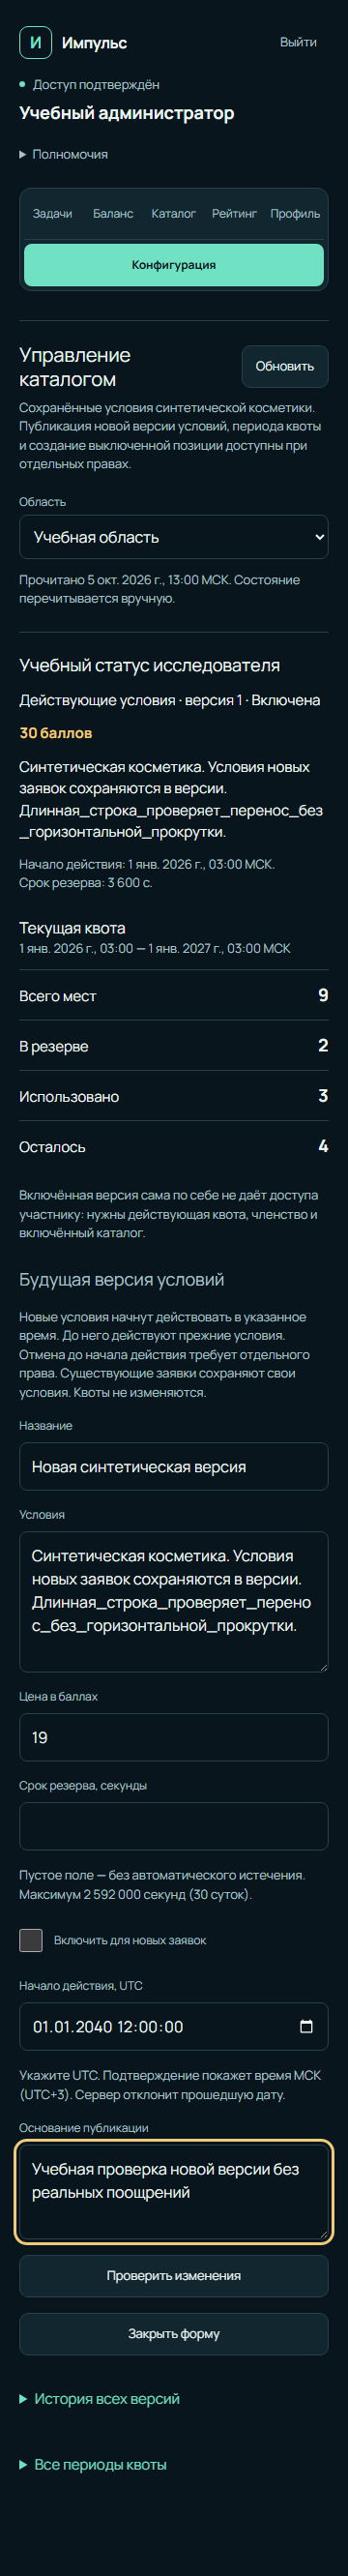 И Импульс Выйти
Доступ подтверждён
Учебный администратор
Полномочия
Задачи Баланс Каталог Рейтинг Профиль
Конфигурация
Управление
каталогом
Обновить
Сохранённые условия синтетической косметики.
Публикация новой версии условий, периода квоты
и создание выключенной позиции доступны при
отдельных правах.
Область
Учебная область
Прочитано 5 окт. 2026 г., 13:00 МСК. Состояние
перечитывается вручную.
Учебный статус исследователя
Действующие условия · версия 1 · Включена
30 баллов
Синтетическая косметика. Условия новых
заявок сохраняются в версии.
Длинная_строка_проверяет_перенос_без
_горизонтальной_прокрутки.
Начало действия: 1 янв. 2026 г., 03:00 МСК.
Срок резерва: 3 600 с.
Текущая квота
1 янв. 2026 г., 03:00 — 1 янв. 2027 г., 03:00 МСК
Всего мест 9
В резерве 2
Использовано 3
Осталось 4
Включённая версия сама по себе не даёт доступа
участнику: нужны действующая квота, членство и
включённый каталог.
Будущая версия условий
Новые условия начнут действовать в указанное
время. До него действуют прежние условия.
Отмена до начала действия требует отдельного
права. Существующие заявки сохраняют свои
условия. Квоты не изменяются.
Название
Новая синтетическая версия
Условия
Синтетическая косметика. Условия
новых заявок сохраняются в версии.
Длинная_строка_проверяет_перено
с_без_горизонтальной_прокрутки.
Цена в баллах
19
Срок резерва, секунды
Пустое поле — без автоматического истечения.
Максимум 2 592 000 секунд (30 суток).
Включить для новых заявок
Начало действия, UTC
01.01.2040 12:00:00
Укажите UTC. Подтверждение покажет время МСК
(UTC+3). Сервер отклонит прошедшую дату.
Основание публикации
Учебная проверка новой версии без
реальных поощрений
Проверить изменения
Закрыть форму
История всех версий
Все периоды квоты